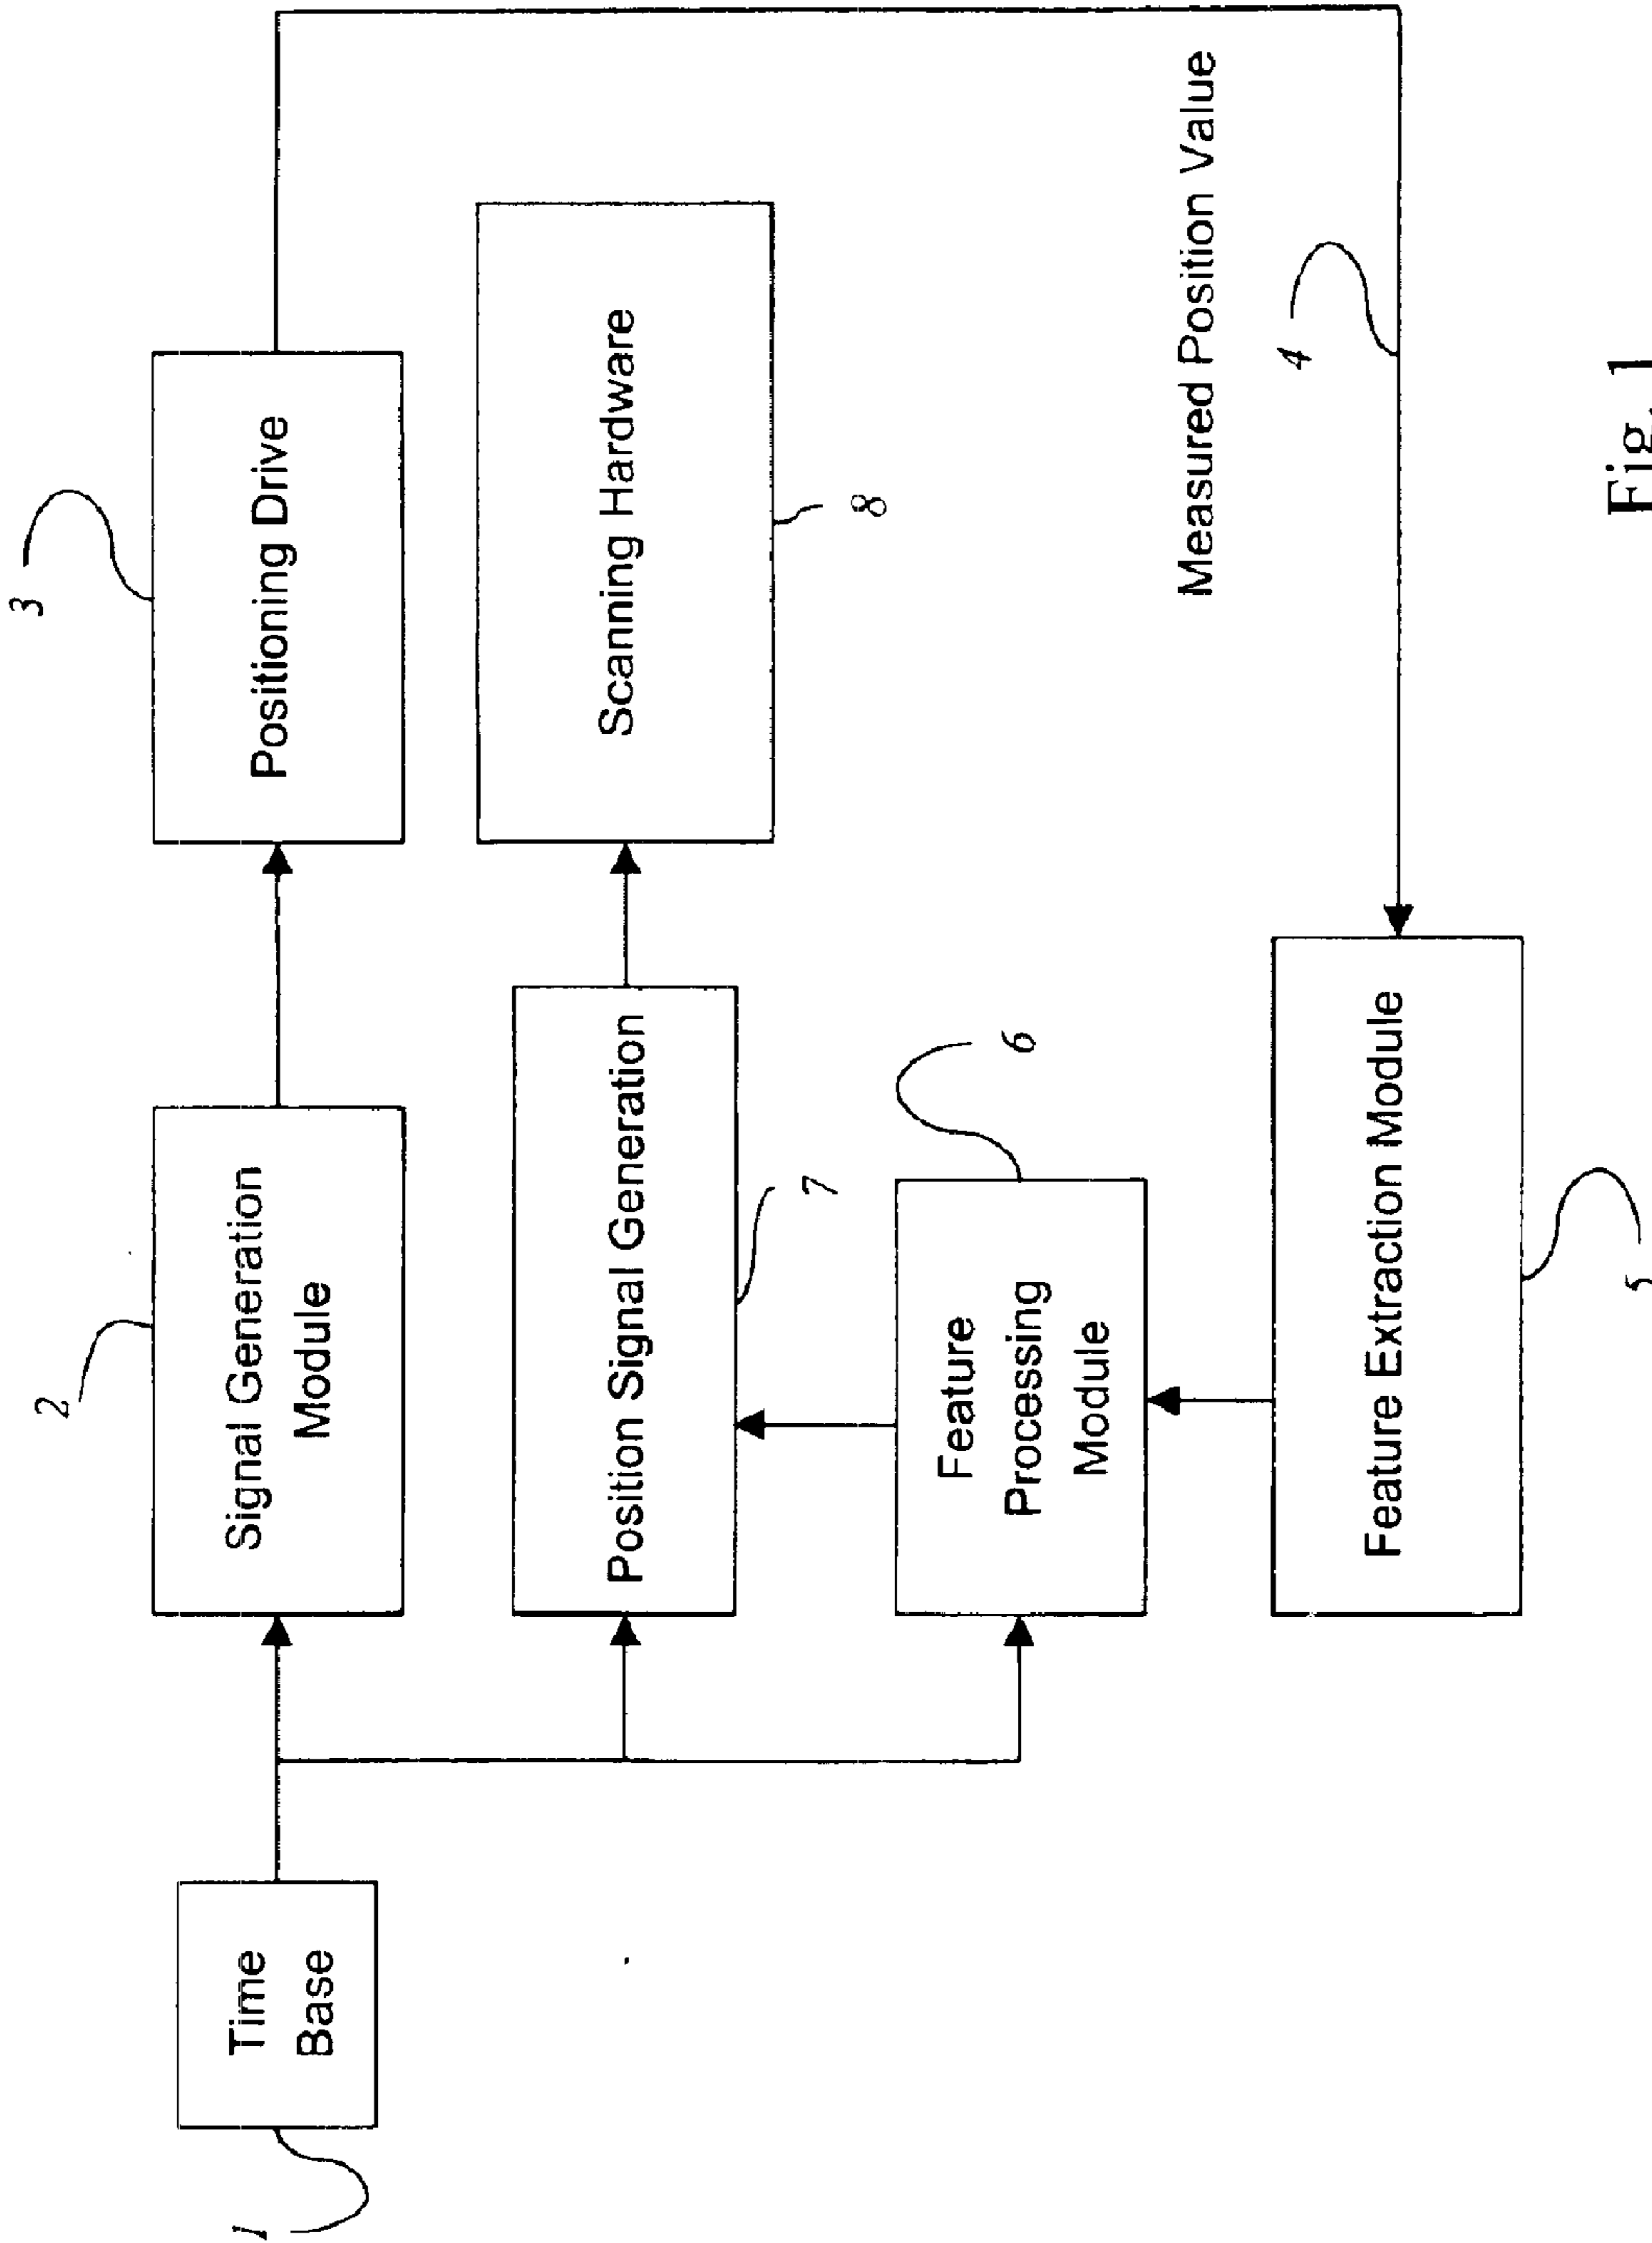 1
Time
Base
2
Signal Generation
Module
3
Positioning Drive
Position Signal Generation
7
Scanning Hardware
8
Feature
Processing
Module
6
Measured Position Value
4
Feature Extraction Module
5
Fig. 1